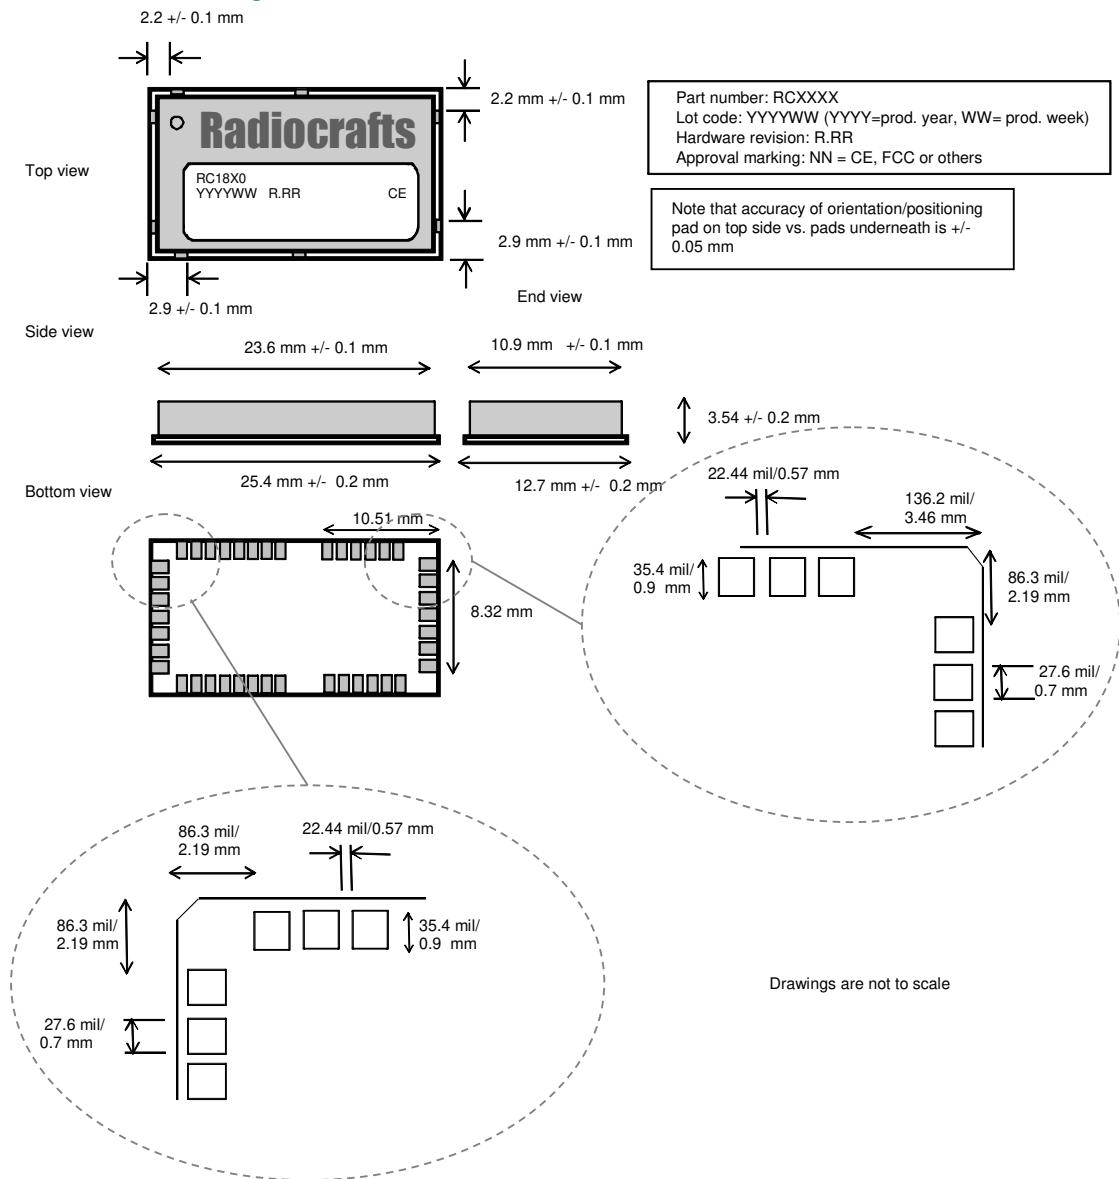 2.2 +/- 0.1 mm
2.2 mm +/- 0.1 mm
Part number: RCXXXX
Lot code: YYYYWW (YYYY=prod. year, WW= prod. week)
Hardware revision: R.RR
Approval marking: NN = CE, FCC or others
Radiocrafts
Top view
RC18X0
YYYYWW R.RR CE
Note that accuracy of orientation/positioning
pad on top side vs. pads underneath is +/-
0.05 mm
2.9 mm +/- 0.1 mm
2.9 +/- 0.1 mm
End view
Side view
23.6 mm +/- 0.1 mm
10.9 mm +/- 0.1 mm
3.54 +/- 0.2 mm
25.4 mm +/- 0.2 mm
12.7 mm +/- 0.2 mm
Bottom view
10.51 mm
8.32 mm
22.44 mil/0.57 mm
136.2 mil/
3.46 mm
35.4 mil/
0.9 mm
86.3 mil/
2.19 mm
27.6 mil/
0.7 mm
86.3 mil/
2.19 mm
22.44 mil/0.57 mm
86.3 mil/
2.19 mm
35.4 mil/
0.9 mm
27.6 mil/
0.7 mm
Drawings are not to scale